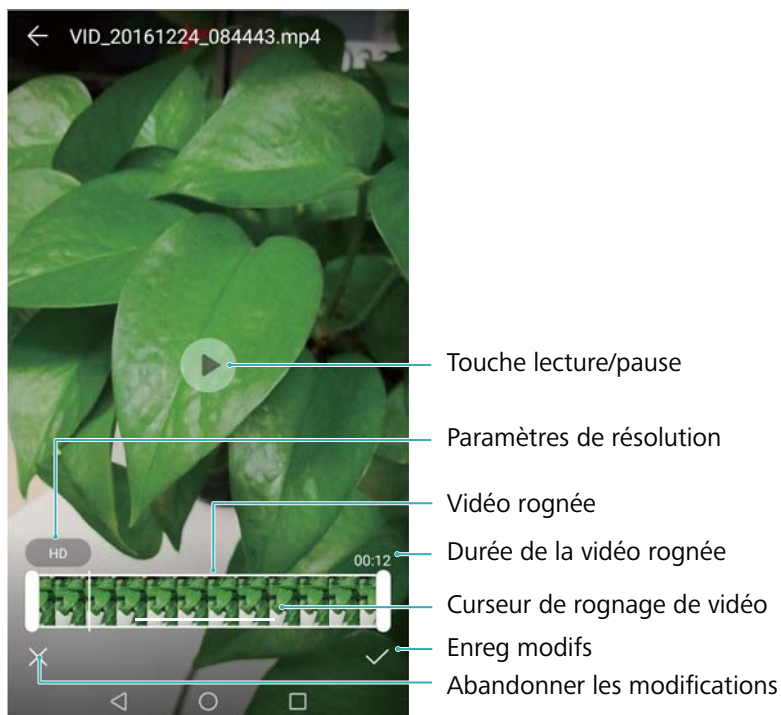 VID_20161224_084443.mp4
Touche lecture/pause
Paramètres de résolution
Vidéo rognée
HD
00:12
Durée de la vidéo rognée
Curseur de rognage de vidéo
Enreg modifs
Abandonner les modifications